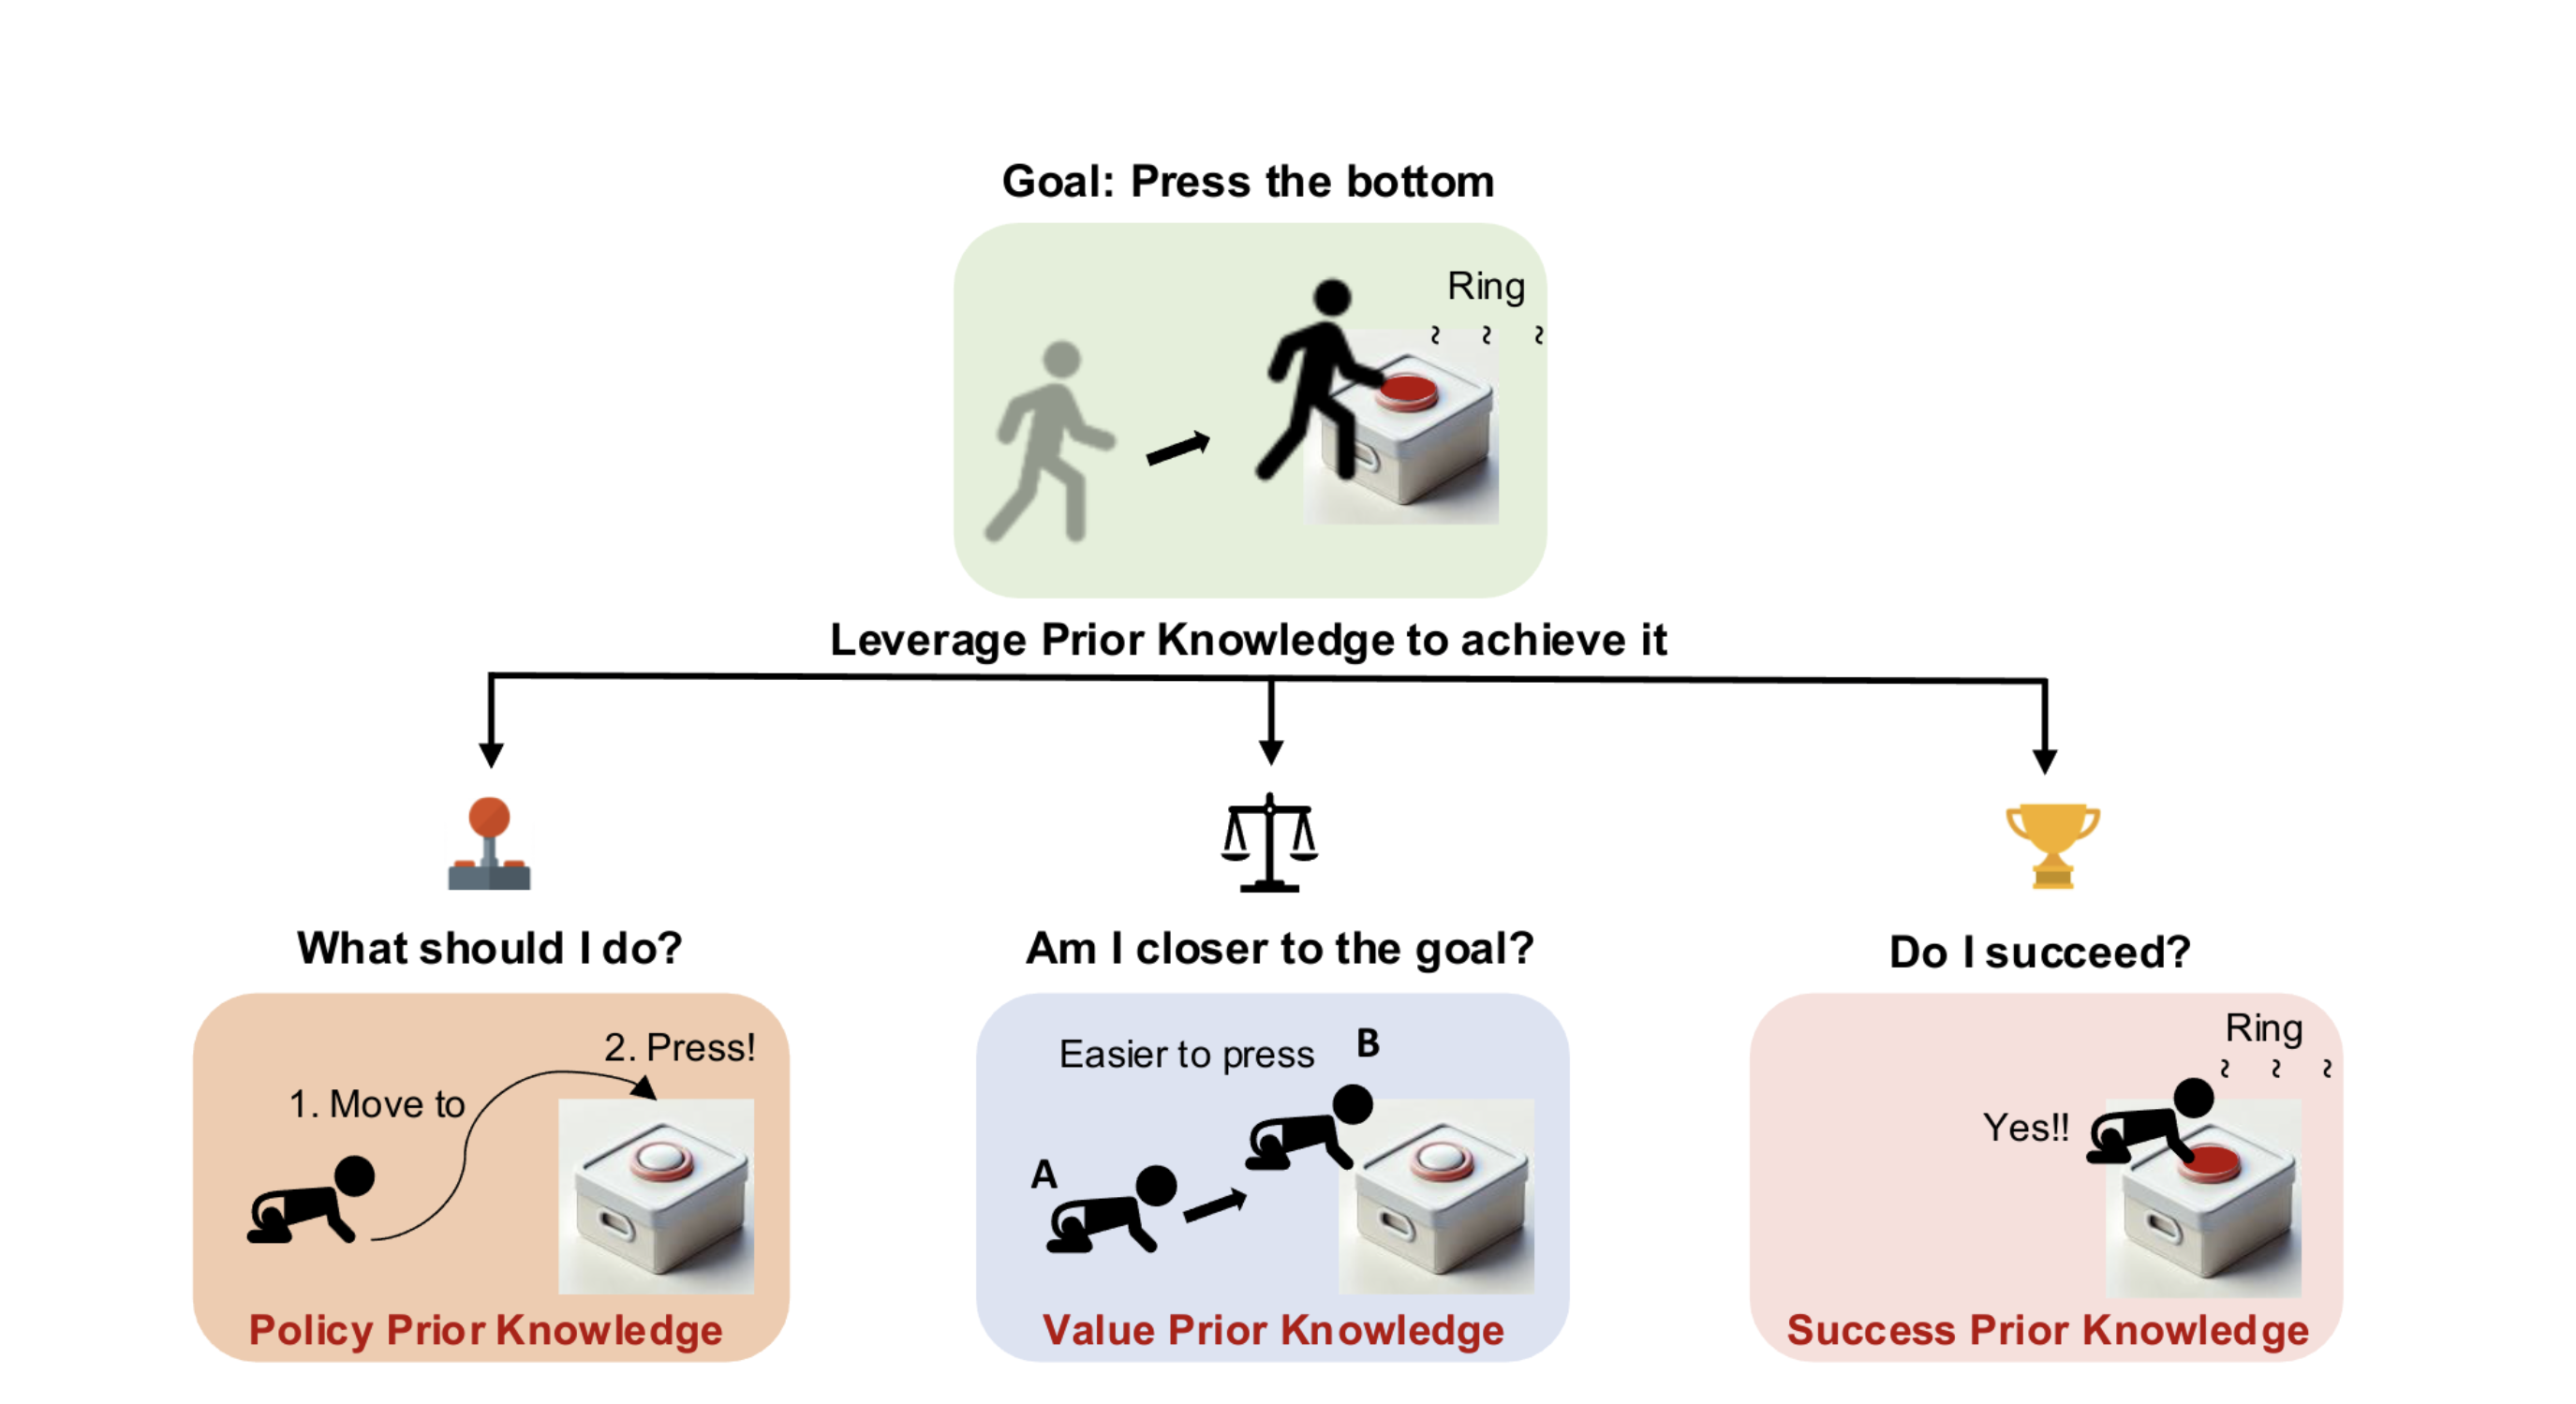 Goal: Press the bottom
Ring
Leverage Prior Knowledge to achieve it
What should I do?
Am I closer to the goal?
Do I succeed?
2. Press!
1. Move to
Policy Prior Knowledge
Easier to press
B
A
Value Prior Knowledge
Ring
Yes!!
Success Prior Knowledge